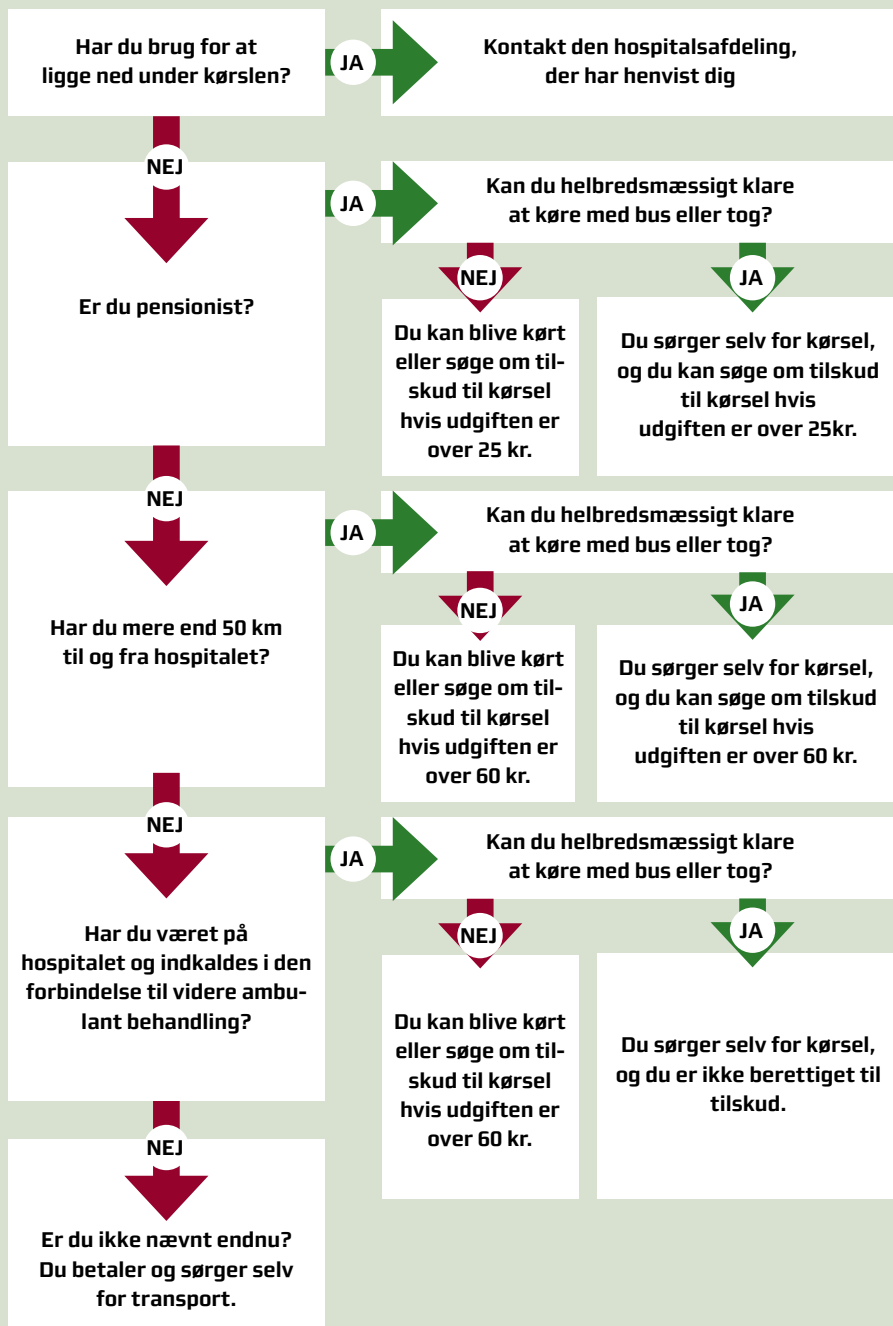 Har du brug for at
ligge ned under kørslen?
JA
Kontakt den hospitalsafdeling,
der har henvist dig
NEJ
Er du pensionist?
JA
Kan du helbredsmæssigt klare
at køre med bus eller tog?
NEJ
Du kan blive kørt
eller søge om til-
skud til kørsel
hvis udgiften er
over 25 kr.
JA
Du sørger selv for kørsel,
og du kan søge om tilskud
til kørsel hvis
udgiften er over 25kr.
NEJ
Har du mere end 50 km
til og fra hospitalet?
JA
Kan du helbredsmæssigt klare
at køre med bus eller tog?
NEJ
Du kan blive kørt
eller søge om til-
skud til kørsel
hvis udgiften er
over 60 kr.
JA
Du sørger selv for kørsel,
og du kan søge om tilskud
til kørsel hvis
udgiften er over 60 kr.
NEJ
Har du været på
hospitalet og indkaldes i den
forbindelse til videre ambu-
lant behandling?
JA
Kan du helbredsmæssigt klare
at køre med bus eller tog?
NEJ
Du kan blive kørt
eller søge om til-
skud til kørsel
hvis udgiften er
over 60 kr.
JA
Du sørger selv for kørsel,
og du er ikke berettiget til
tilskud.
NEJ
Er du ikke nævnt endnu?
Du betaler og sørger selv
for transport.